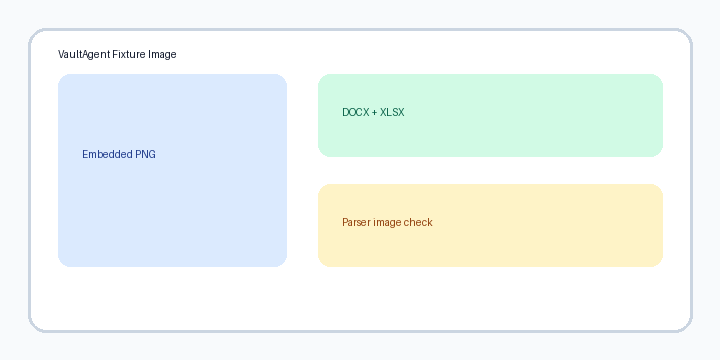 VaultAgent Fixture Image
Embedded PNG
DOCX + XLSX
Parser image check